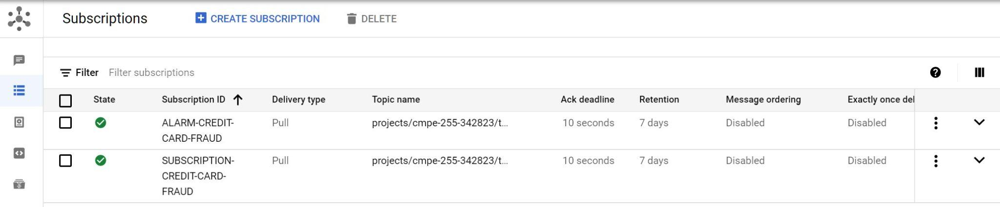 Subscriptions CREATE SUBSCRIPTION DELETE
Filter Filter subscriptions
State Subscription ID Delivery type Topic name Ack deadline Retention Message ordering Exactly once del
ALARM-CREDIT- Pull projects/cmpe-255-342823/t... 10 seconds 7 days Disabled Disabled
CARD-FRAUD
SUBSCRIPTION- Pull projects/cmpe-255-342823/t... 10 seconds 7 days Disabled Disabled
CREDIT-CARD-
FRAUD